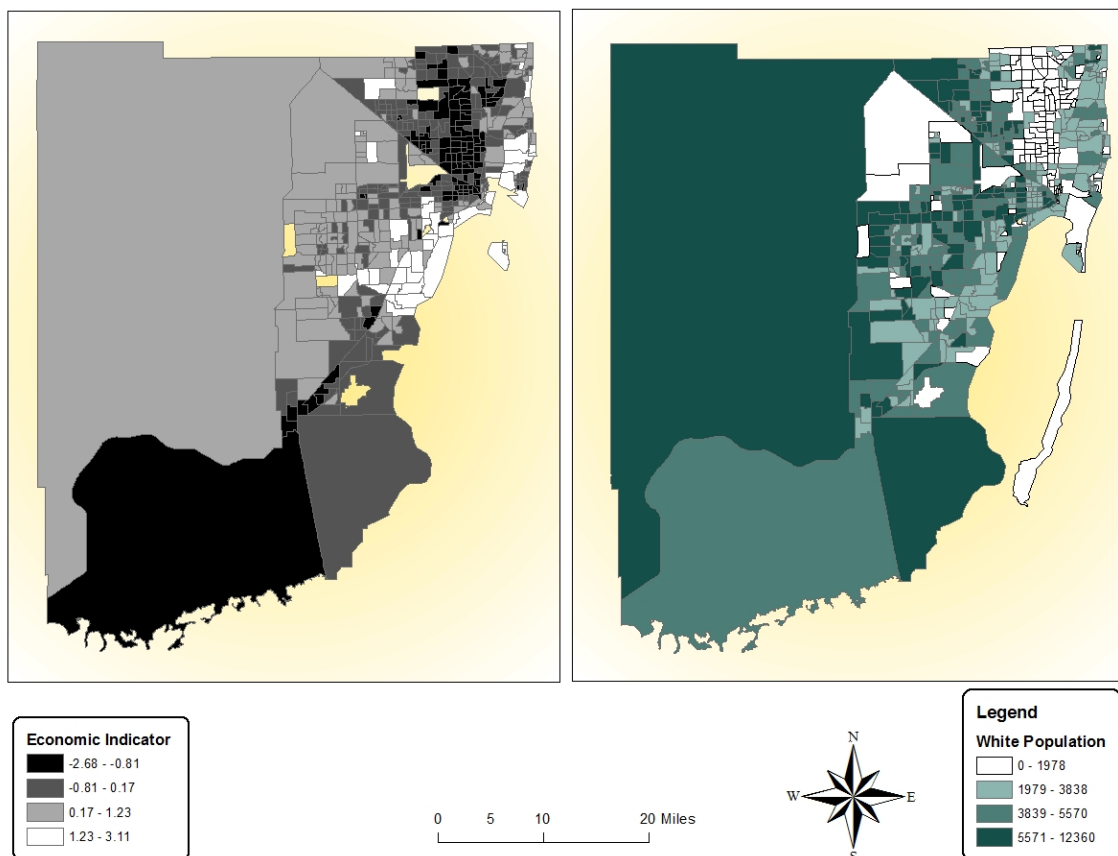 Economic Indicator
-2.68 - -0.81
-0.81 - 0.17
0.17 - 1.23
1.23 - 3.11
0 5 10 20 Miles
N
W E
S
Legend
White Population
0 - 1978
1979 - 3838
3839 - 5570
5571 - 12360